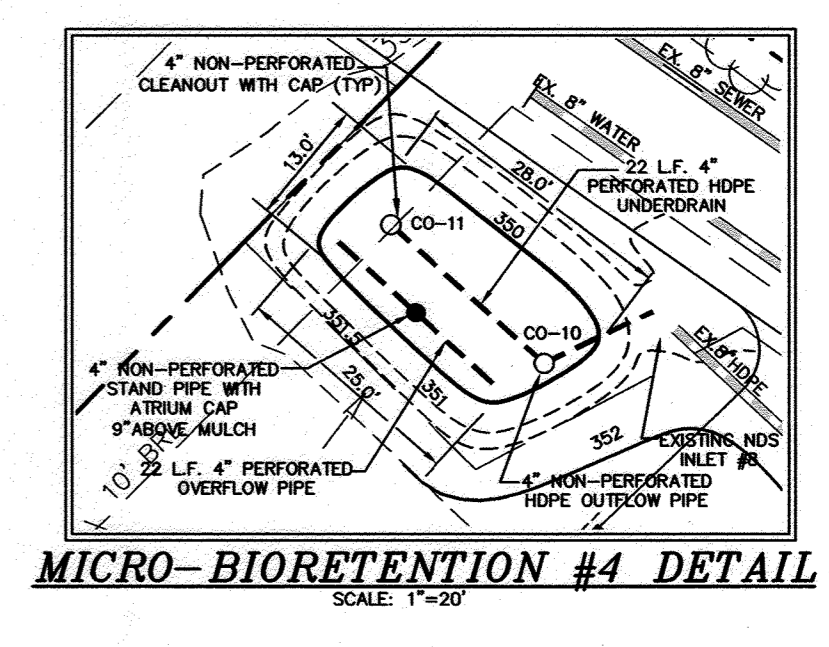 4" NON-PERFORATED
CLEANOUT WITH CAP (TYP)
EX. 8" SEWER
EX. 8" WATER
13.0'
28.0'
22 L.F. 4"
PERFORATED HDPE
UNDERDRAIN
CO-11
350
CO-10
351.5
351
25.0'
4" NON-PERFORATED
STAND PIPE WITH
ATRIUM CAP
9"ABOVE MULCH
EX.8"HDPE
352
EXISTING NDS
INLET #8
10' BRL
22 L.F. 4" PERFORATED
OVERFLOW PIPE
4" NON-PERFORATED
HDPE OUTFLOW PIPE
MICRO-BIORETENTION #4 DETAIL
SCALE: 1"=20'